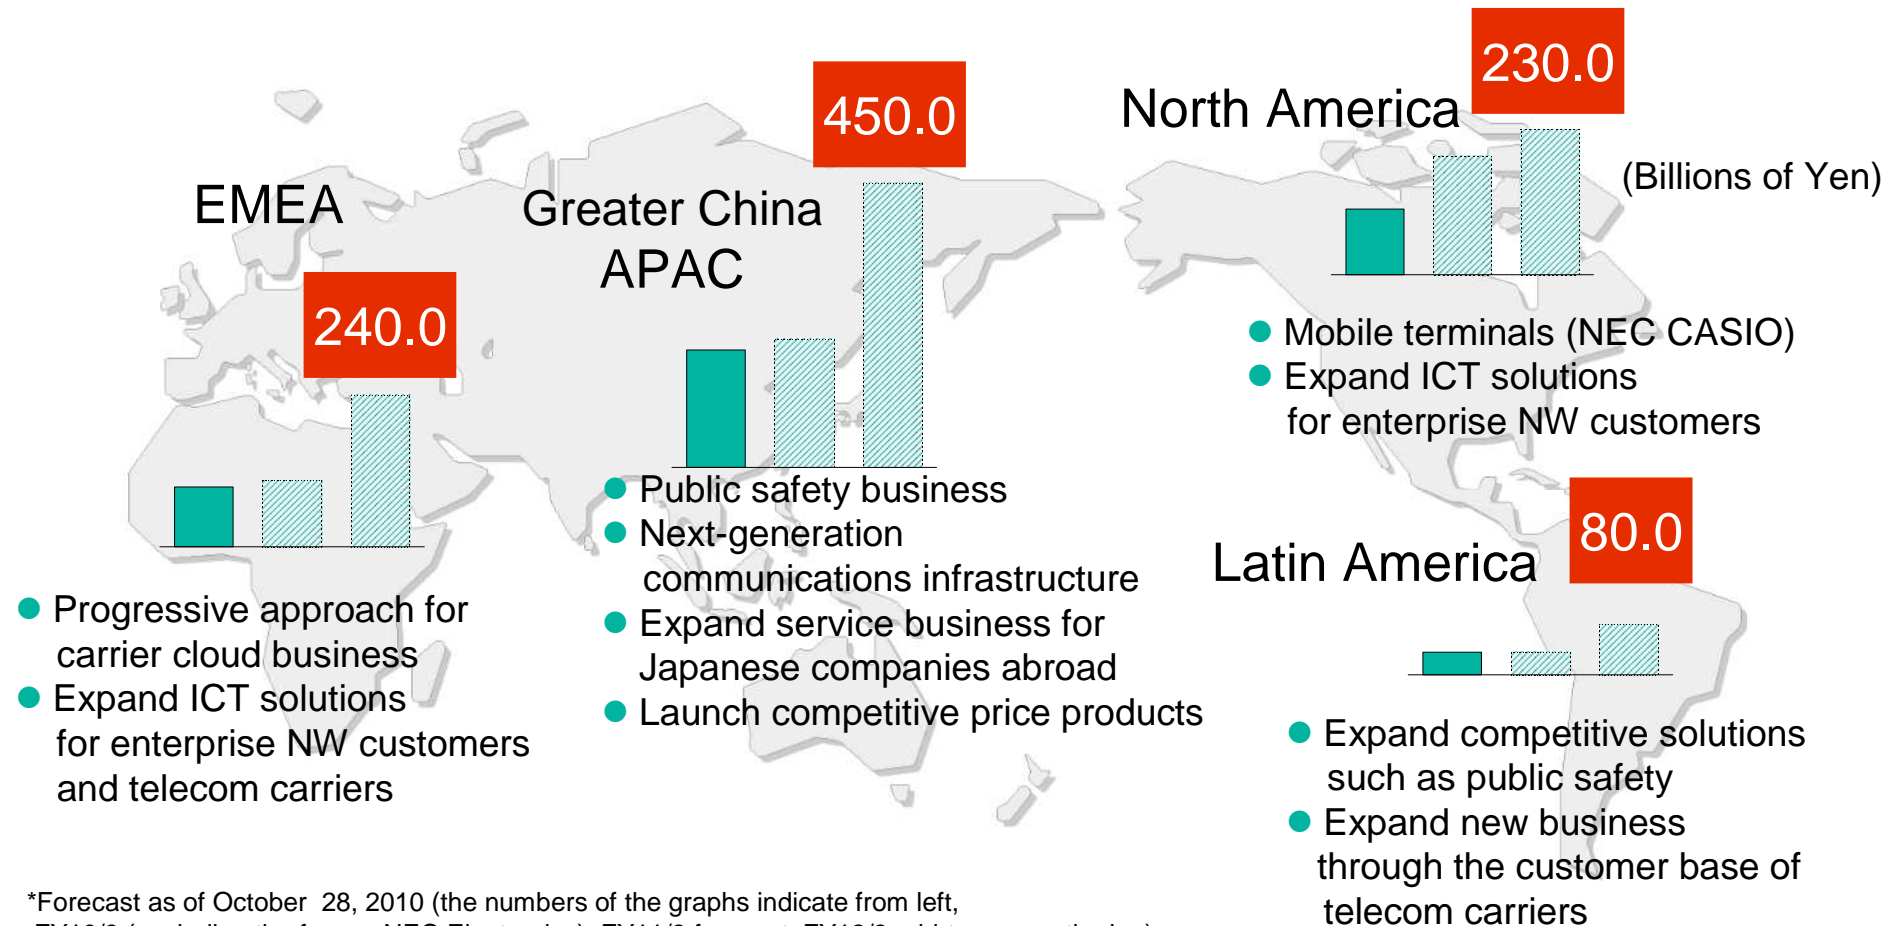 EMEA
240.0
● Progressive approach for
carrier cloud business
● Expand ICT solutions
for enterprise NW customers
and telecom carriers
Greater China
APAC
450.0
● Public safety business
● Next-generation
communications infrastructure
● Expand service business for
Japanese companies abroad
● Launch competitive price products
North America
230.0
(Billions of Yen)
● Mobile terminals (NEC CASIO)
● Expand ICT solutions
for enterprise NW customers
Latin America
80.0
● Expand competitive solutions
such as public safety
● Expand new business
through the customer base of
telecom carriers
*Forecast as of October 28, 2010 (the numbers of the graphs indicate from left,